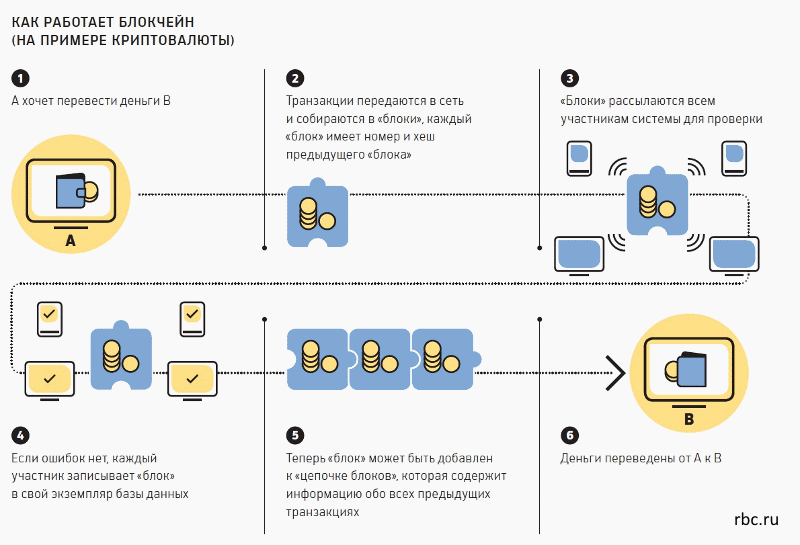 КАК РАБОТАЕТ БЛОКЧЕЙН
(НА ПРИМЕРЕ КРИПТОВАЛЮТЫ)
1
А хочет перевести деньги В
2
Транзакции передаются в сеть
и собираются в «блоки», каждый
«блок» имеет номер и хеш
предыдущего «блока»
3
«Блоки» рассылаются всем
участникам системы для проверки
А
4
Если ошибок нет, каждый
участник записывает «блок»
в свой экземпляр базы данных
5
Теперь «блок» может быть добавлен
к «цепочке блоков», которая содержит
информацию обо всех предыдущих
транзакциях
В
6
Деньги переведены от А к В
rbc.ru